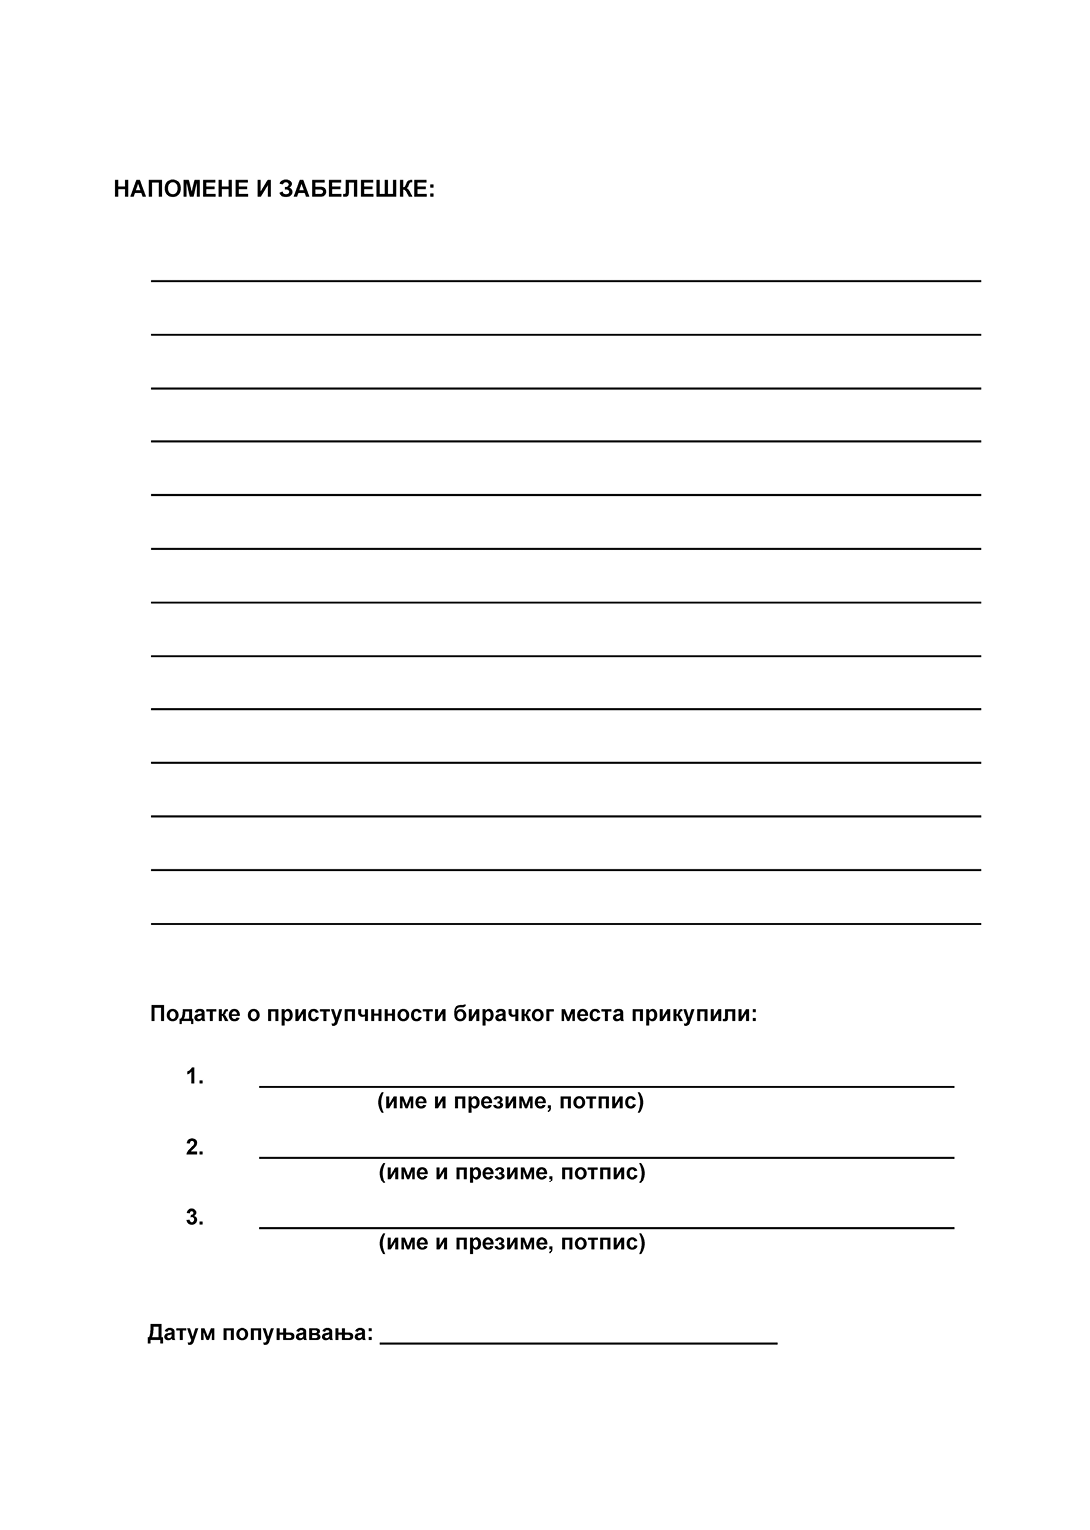 НАПОМЕНЕ И ЗАБЕЛЕШКЕ:
Податке о приступчнности бирачког места прикупили:
1.
(име и презиме, потпис)
2.
(име и презиме, потпис)
3.
(име и презиме, потпис)
Датум попуњавања: